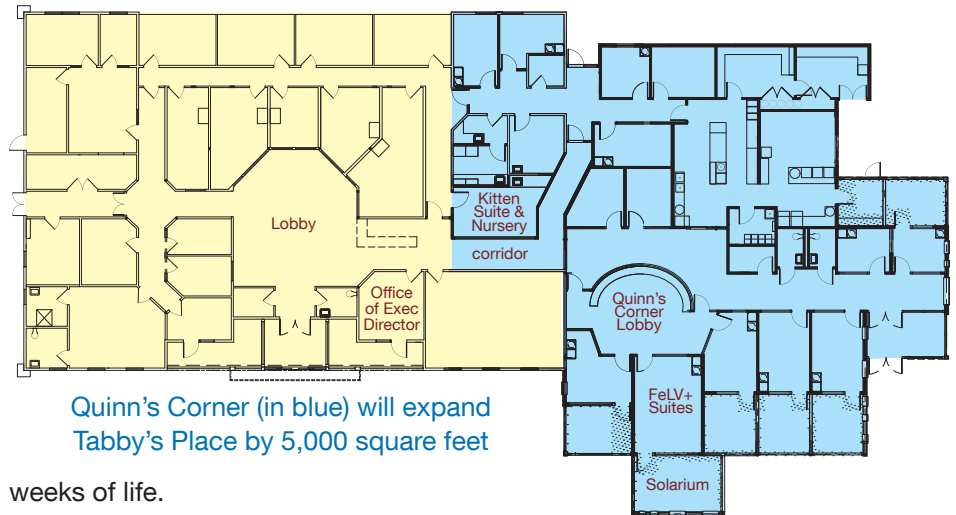 Lobby
Kitten
Suite &
Nursery
corridor
Office
of Exec
Director
Quinn's
Corner
Lobby
FeLV+
Suites
Solarium
Quinn's Corner (in blue) will expand
Tabby's Place by 5,000 square feet
weeks of life.